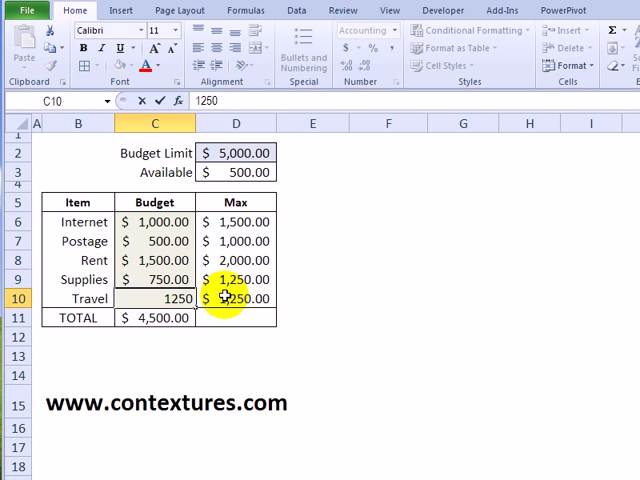 File Home Insert Page Layout Formulas Data Review View Developer Add-Ins PowerPivot
Calibri 11 A A Accounting Conditional Formatting Insert Σ
Paste B I U Bullets and Numbering $ % , Format as Table Delete
A Cell Styles Format
Clipboard Font Alignment Special Number Styles Cells
C10 fx 1250
A B C D E F G H I
1
2 Budget Limit $ 5,000.00
3 Available $ 500.00
4
5 Item Budget Max
6 Internet $ 1,000.00 $ 1,500.00
7 Postage $ 500.00 $ 1,000.00
8 Rent $ 1,500.00 $ 2,000.00
9 Supplies $ 750.00 $ 1,250.00
10 Travel 1250 $ 1,250.00
11 TOTAL $ 4,500.00
12
13
14
15 www.contextures.com
16
17
18